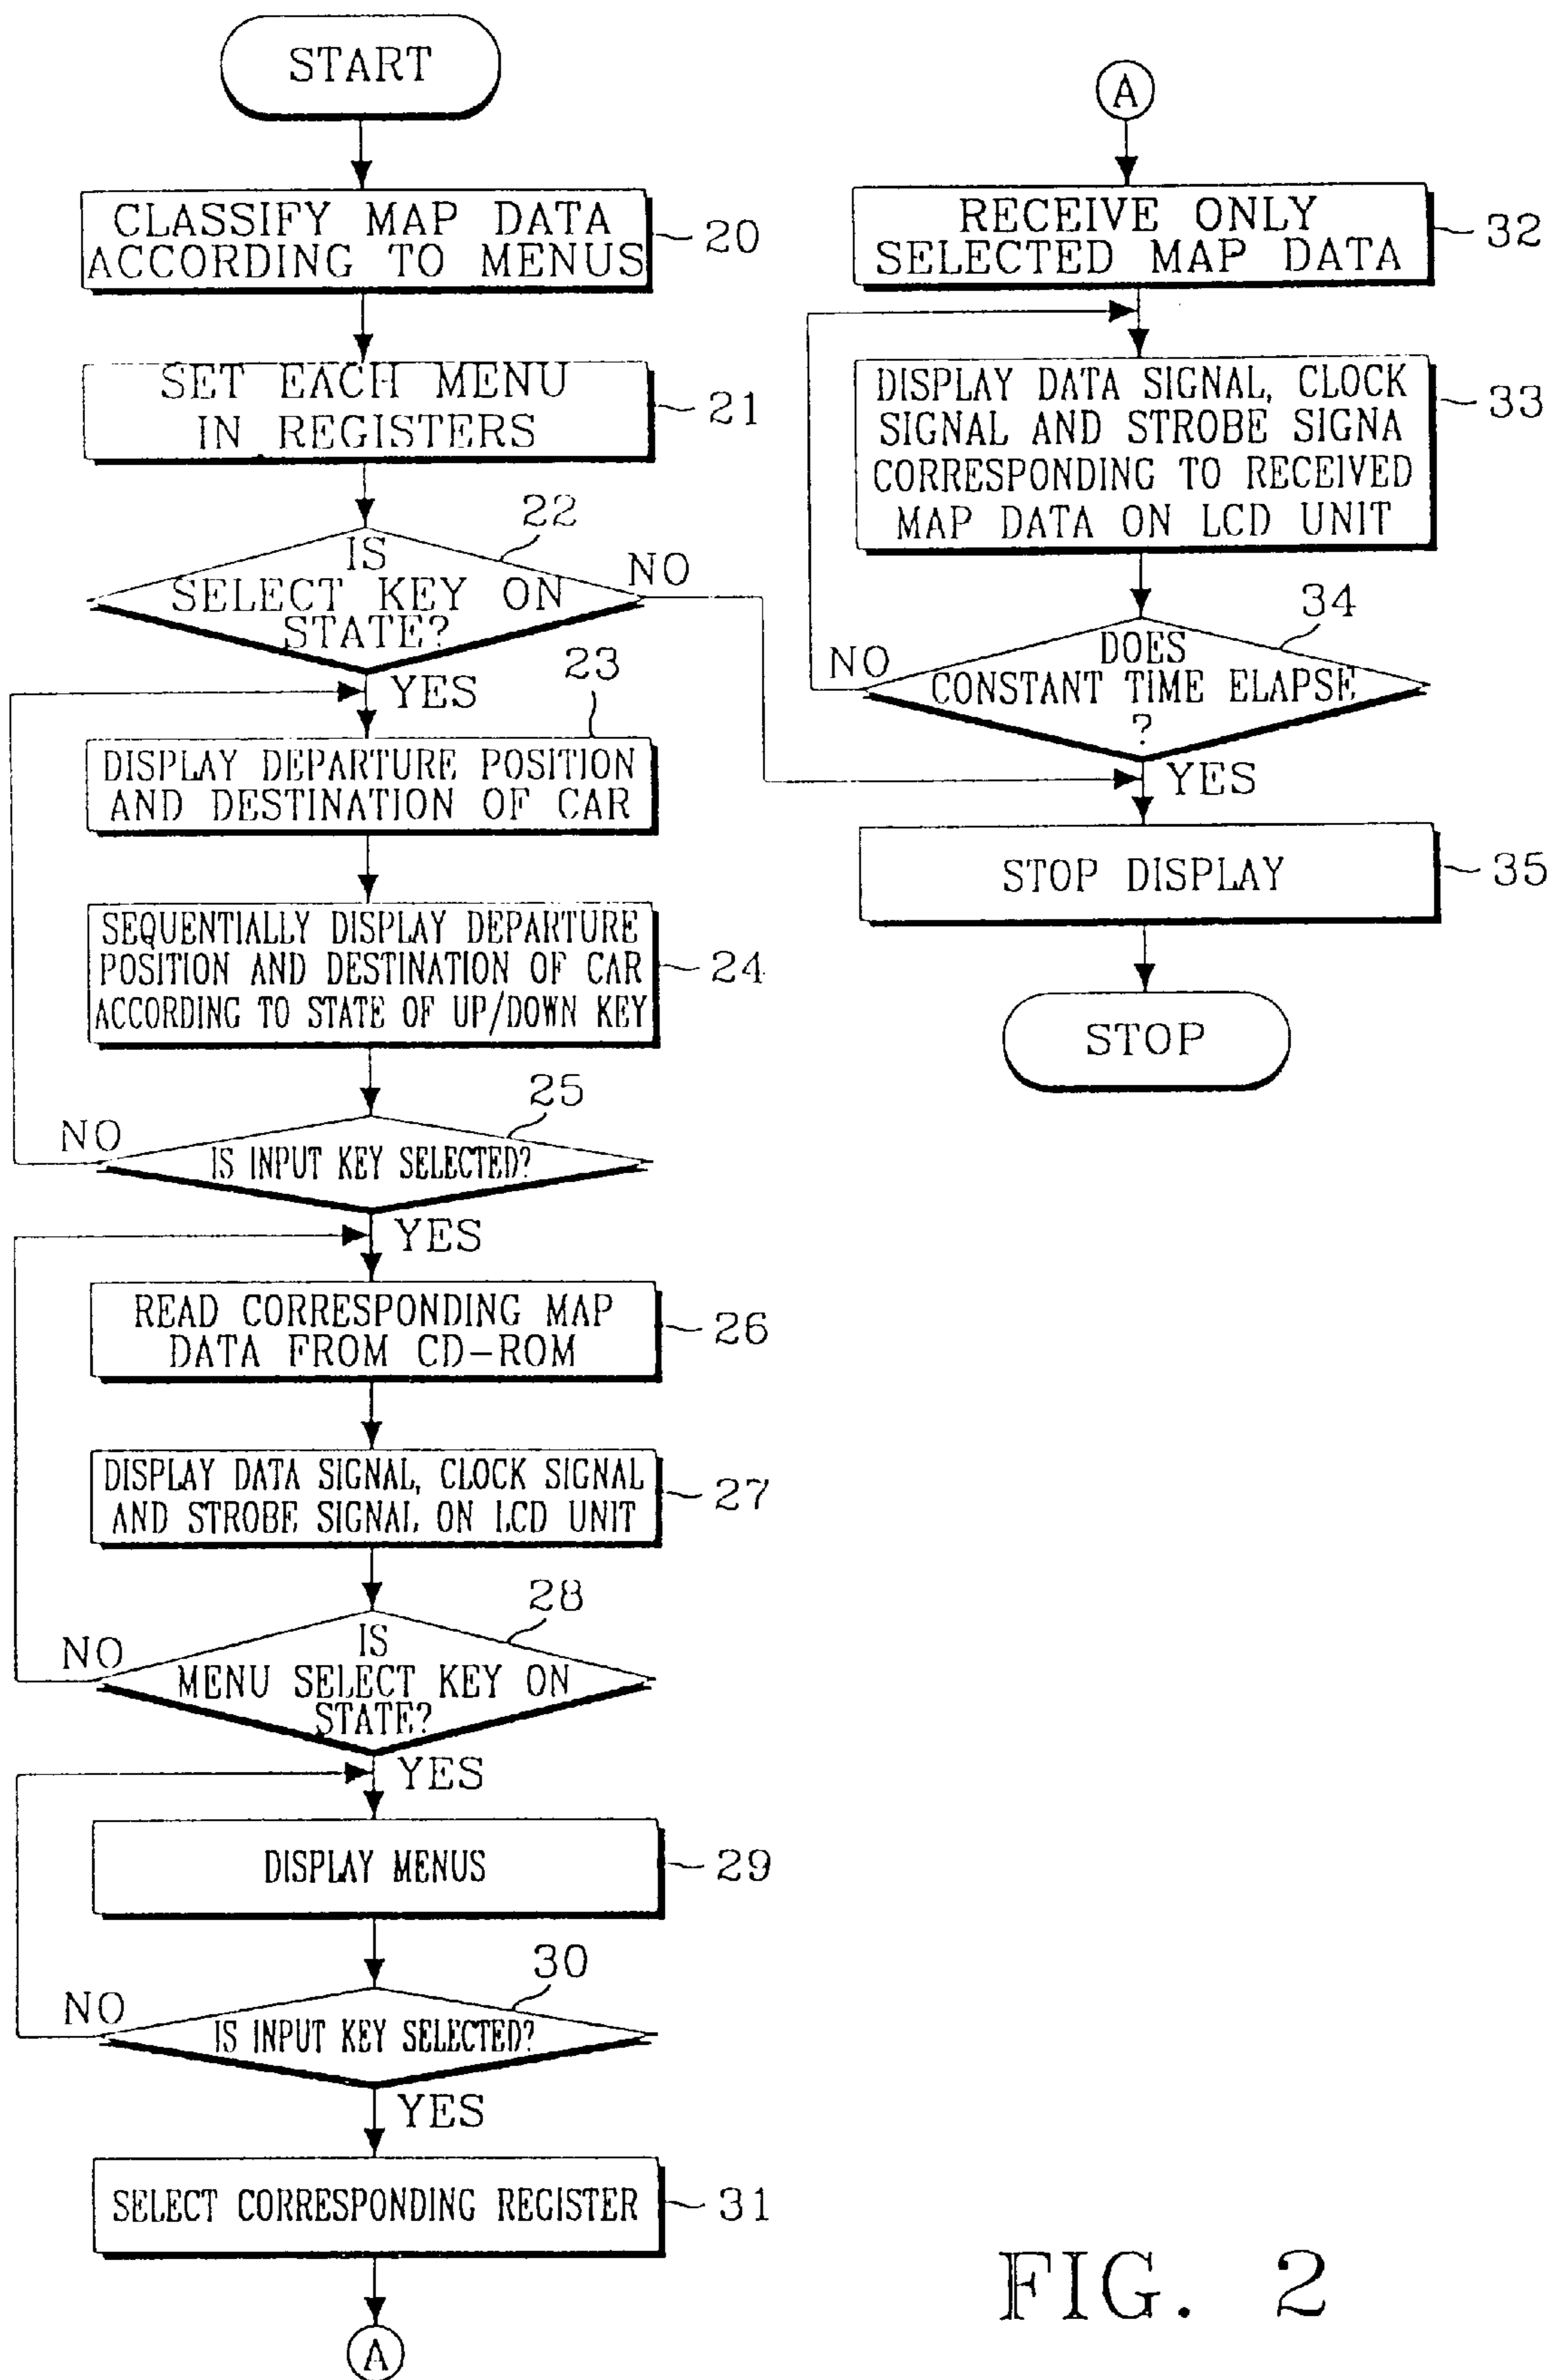 START
CLASSIFY MAP DATA
ACCORDING TO MENUS
20
SET EACH MENU
IN REGISTERS
21
22
IS
SELECT KEY ON
STATE?
NO
YES
23
DISPLAY DEPARTURE POSITION
AND DESTINATION OF CAR
SEQUENTIALLY DISPLAY DEPARTURE
POSITION AND DESTINATION OF CAR
ACCORDING TO STATE OF UP/DOWN KEY
24
25
NO
IS INPUT KEY SELECTED?
YES
READ CORRESPONDING MAP
DATA FROM CD-ROM
26
DISPLAY DATA SIGNAL, CLOCK SIGNAL
AND STROBE SIGNAL ON LCD UNIT
27
28
NO
IS
MENU SELECT KEY ON
STATE?
YES
DISPLAY MENUS
29
30
NO
IS INPUT KEY SELECTED?
YES
SELECT CORRESPONDING REGISTER
31
A
A
RECEIVE ONLY
SELECTED MAP DATA
32
DISPLAY DATA SIGNAL, CLOCK
SIGNAL AND STROBE SIGNA
CORRESPONDING TO RECEIVED
MAP DATA ON LCD UNIT
33
34
NO
DOES
CONSTANT TIME ELAPSE
?
YES
STOP DISPLAY
35
STOP
FIG. 2